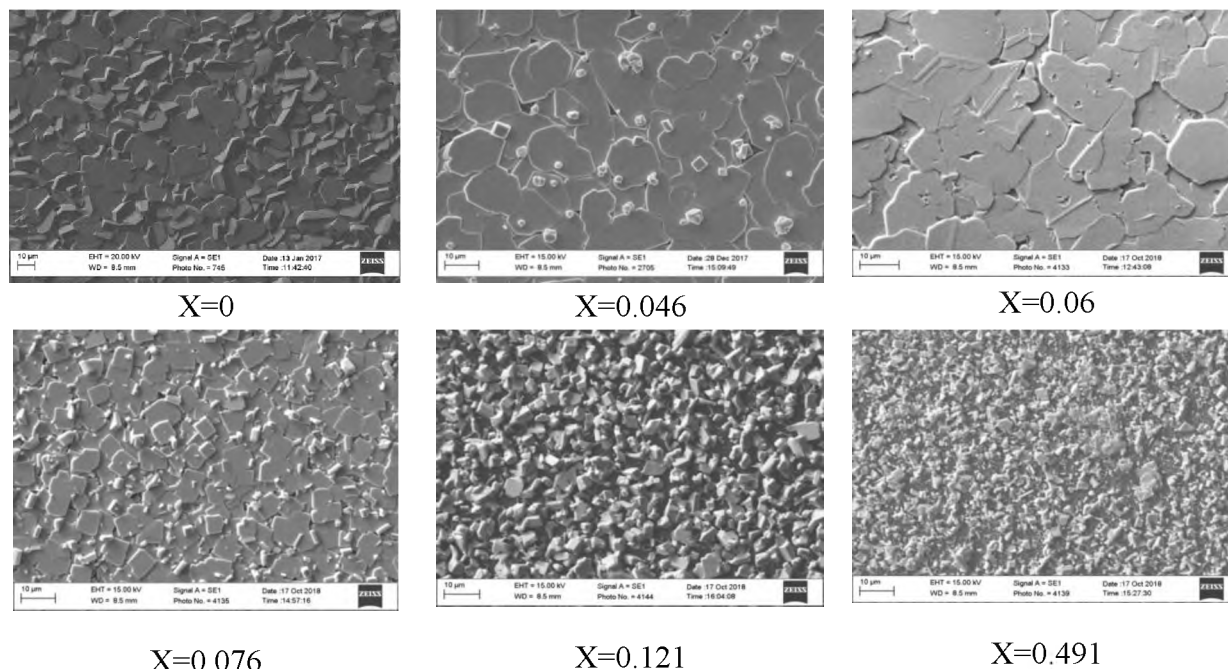 10 µm EHT = 20.00 kV Signal A = SE1 Date :13 Jan 2017
WD = 8.5 mm Photo No. = 745 Time :11:42:40 ZEISS
10 µm EHT = 15.00 kV Signal A = SE1 Date :28 Dec 2017
WD = 8.5 mm Photo No. = 2705 Time :15:09:49 ZEISS
10 µm EHT = 15.00 kV Signal A = SE1 Date :17 Oct 2018
WD = 8.5 mm Photo No. = 4133 Time :12:43:08 ZEISS
X=0
X=0.046
X=0.06
10 µm EHT = 15.00 kV Signal A = SE1 Date :17 Oct 2018
WD = 8.5 mm Photo No. = 4135 Time :14:57:16 ZEISS
10 µm EHT = 15.00 kV Signal A = SE1 Date :17 Oct 2018
WD = 8.5 mm Photo No. = 4144 Time :16:04:08 ZEISS
10 µm EHT = 15.00 kV Signal A = SE1 Date :17 Oct 2018
WD = 8.5 mm Photo No. = 4139 Time :15:27:30 ZEISS
X=0.076
X=0.121
X=0.491